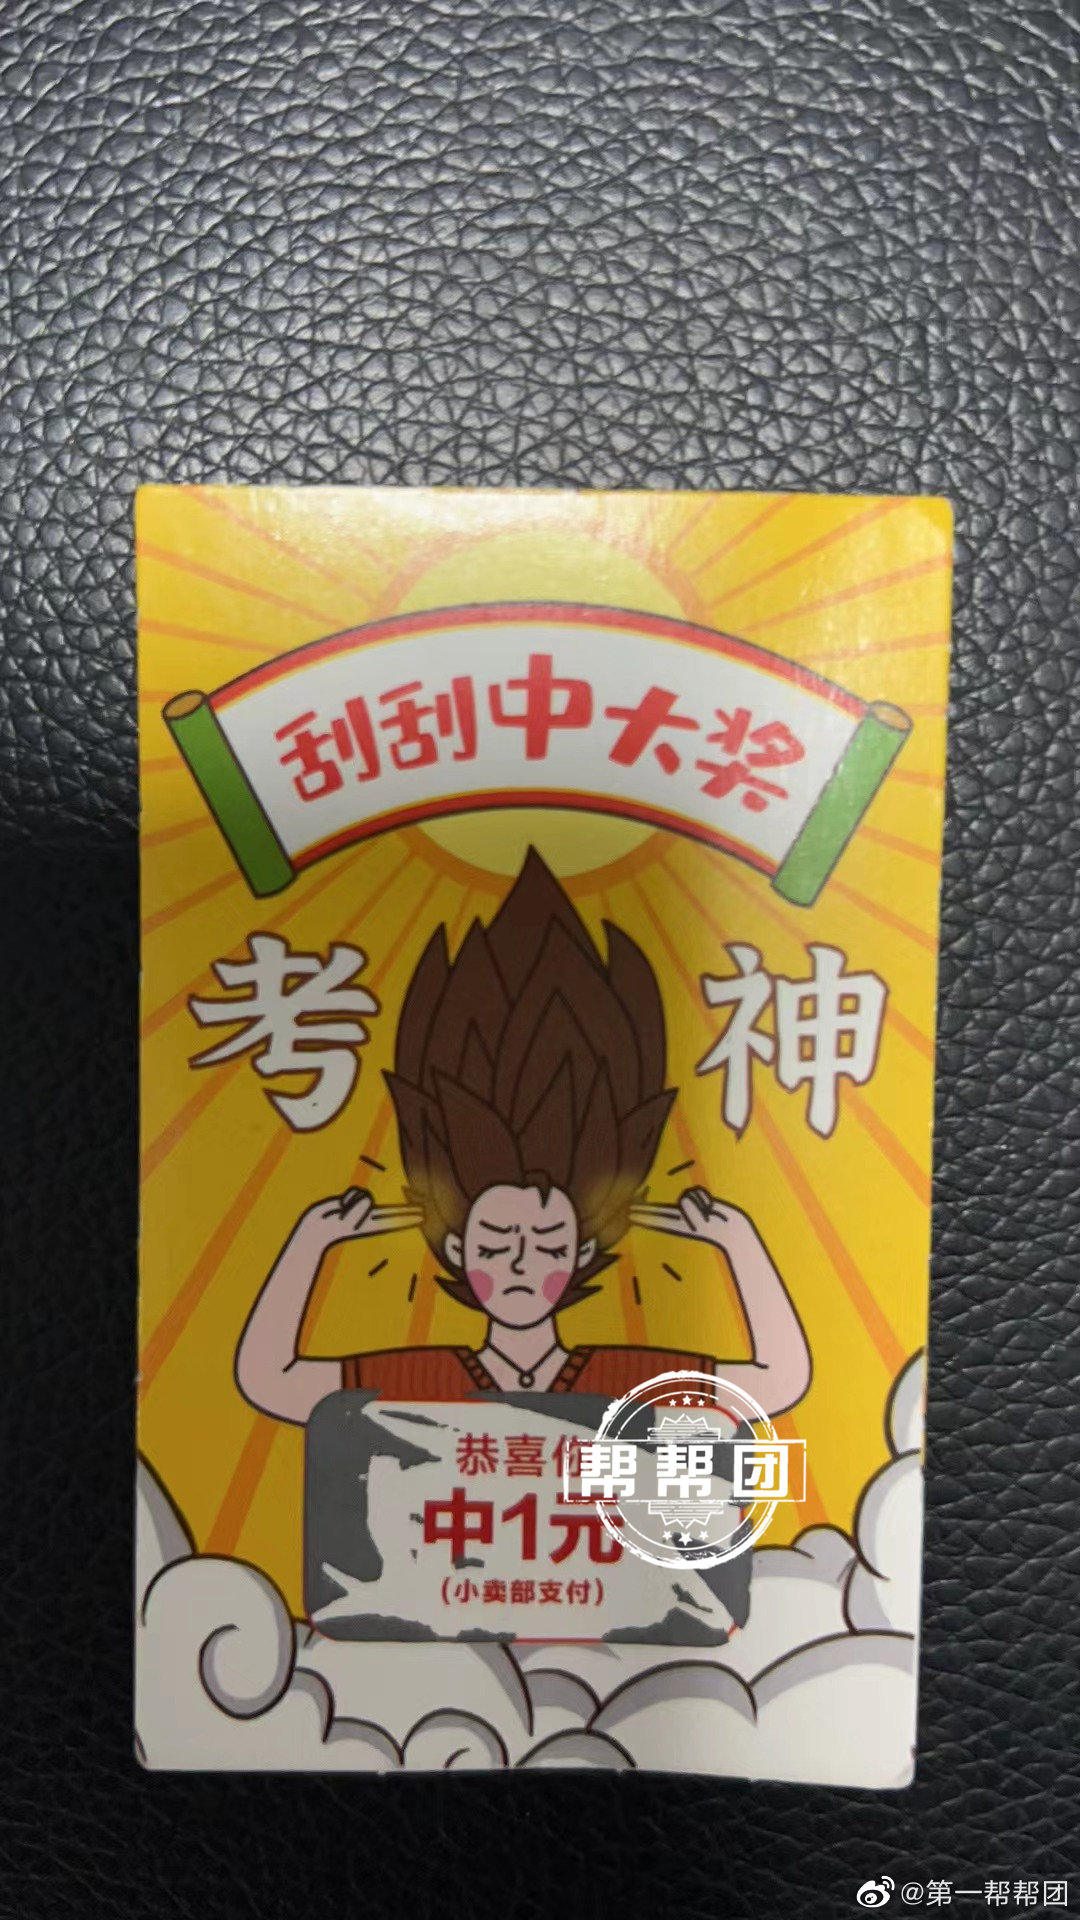 刮刮中大奖
考神
恭喜你
中1元
(小卖部支付)
帮帮团
@第一帮帮团